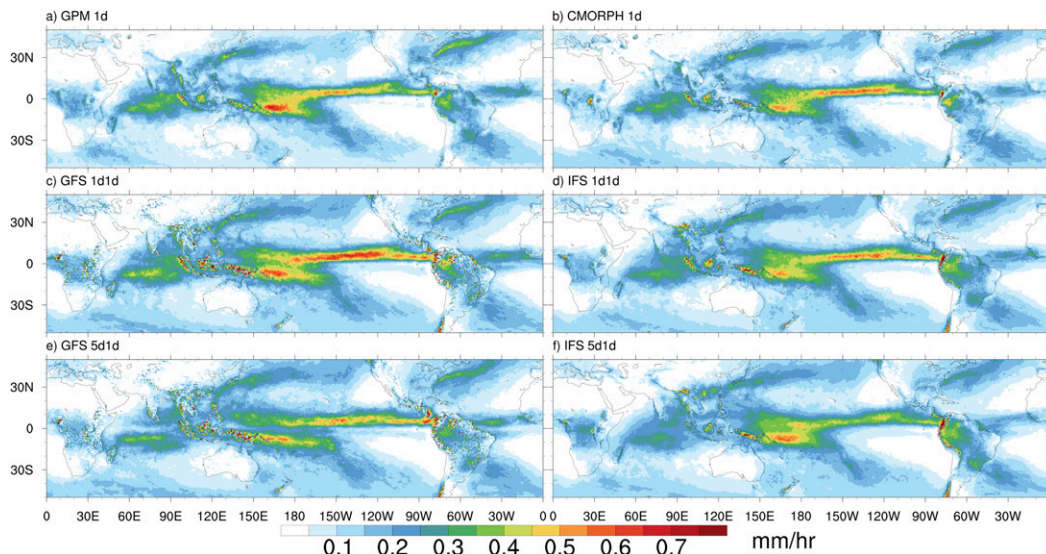 a) GPM 1d
b) CMORPH 1d
30N
0
30S
c) GFS 1d1d
d) IFS 1d1d
30N
0
30S
e) GFS 5d1d
f) IFS 5d1d
30N
0
30S
0 30E 60E 90E 120E 150E 180 150W 120W 90W 60W 30W 0 30E 60E 90E 120E 150E 180 150W 120W 90W 60W 30W
0.1 0.2 0.3 0.4 0.5 0.6 0.7 mm/hr